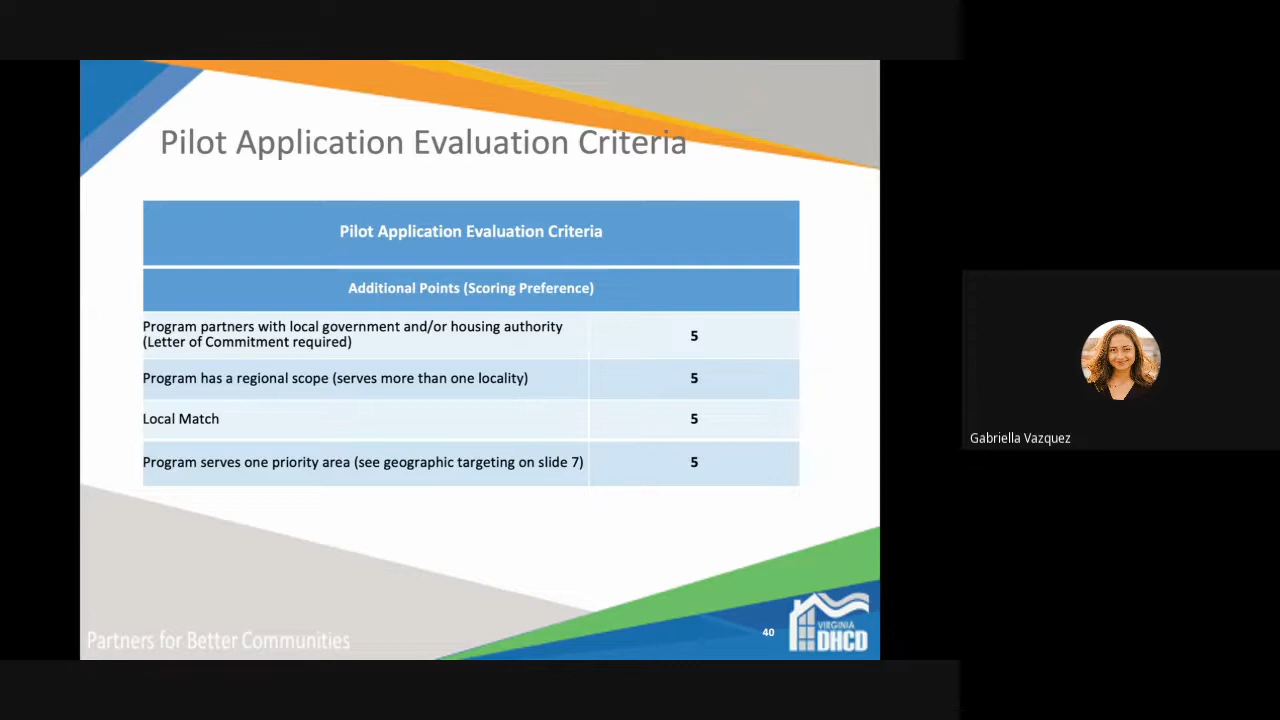 Pilot Application Evaluation Criteria
Pilot Application Evaluation Criteria
Additional Points (Scoring Preference)
Program partners with local government and/or housing authority
(Letter of Commitment required)
5
Program has a regional scope (serves more than one locality)
5
Local Match
5
Program serves one priority area (see geographic targeting on slide 7)
5
Gabriella Vazquez
Partners for Better Communities
40
VIRGINIA
DHCD